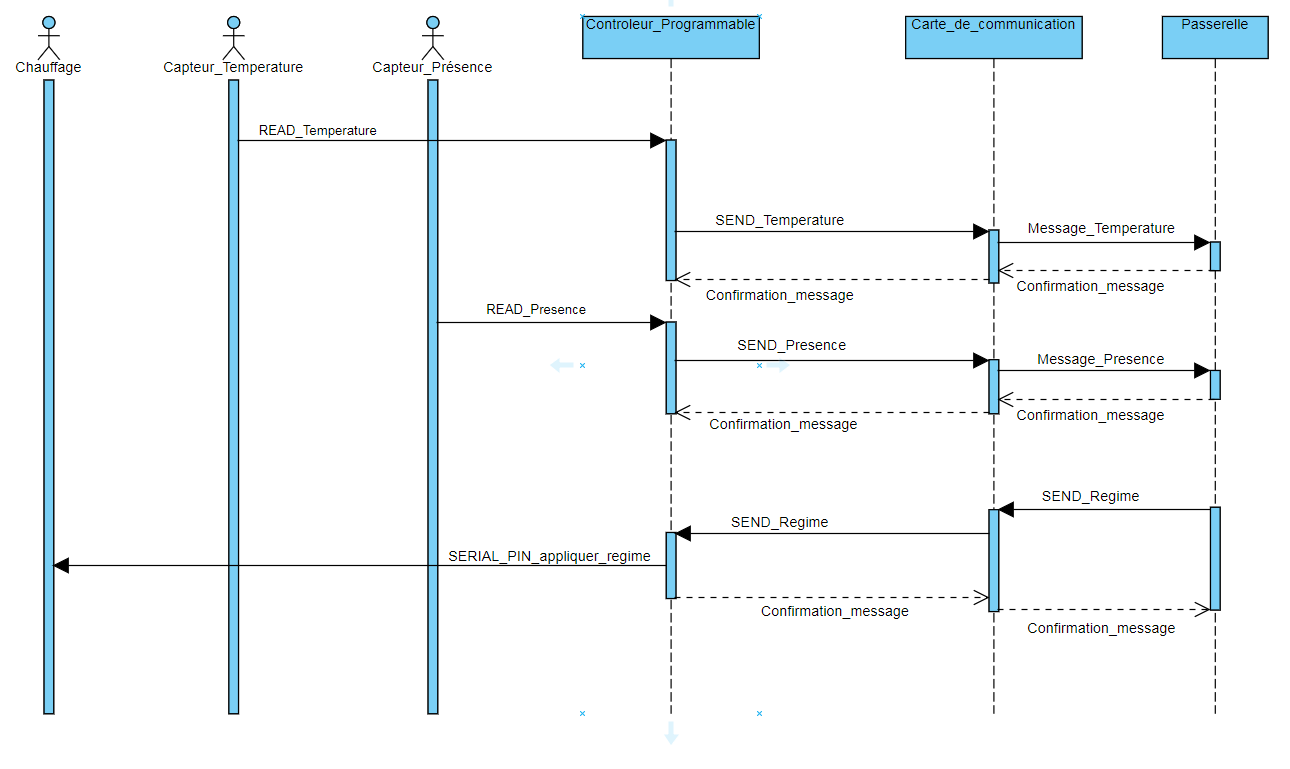 Chauffage
Capteur_Temperature
Capteur_Présence
Controleur_Programmable
Carte_de_communication
Passerelle
READ_Temperature
SEND_Temperature
Message_Temperature
Confirmation_message
Confirmation_message
READ_Presence
SEND_Presence
Message_Presence
Confirmation_message
Confirmation_message
SEND_Regime
SEND_Regime
SERIAL_PIN_appliquer_regime
Confirmation_message
Confirmation_message